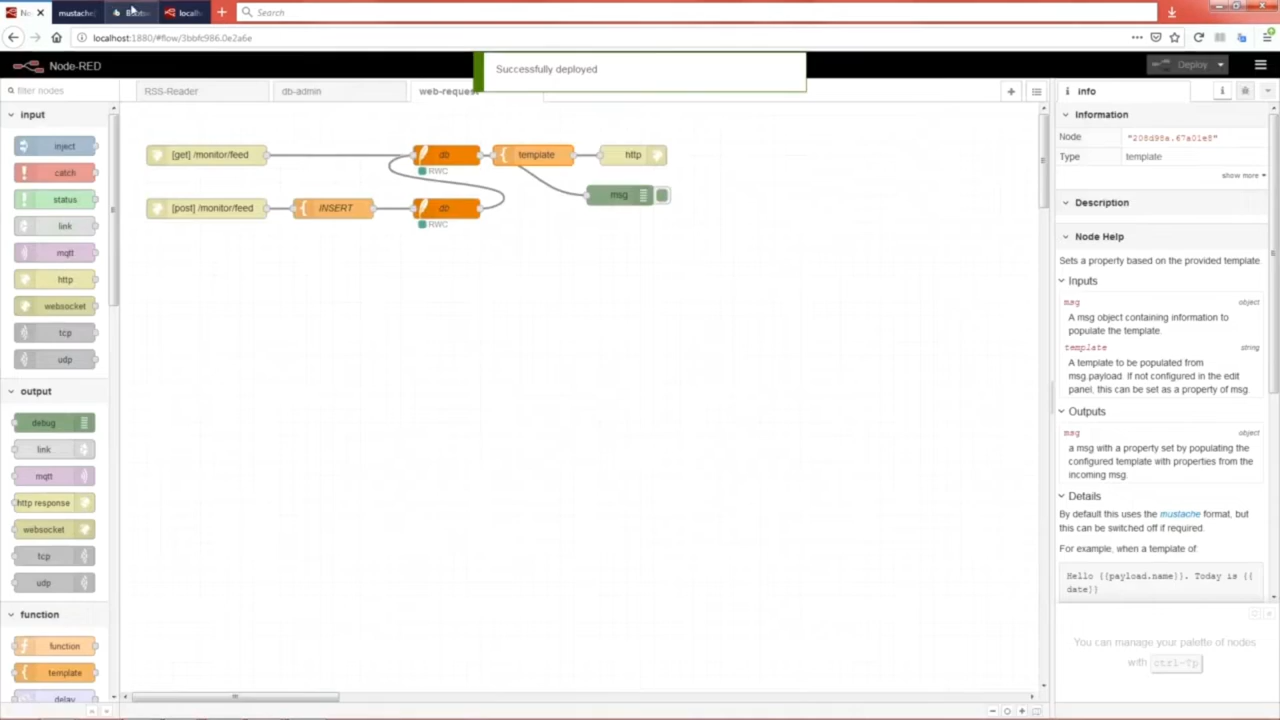 mustache(
localh
Search
localhost:1880/#flow/3bbfc986.0e2a6e
Node-RED
Successfully deployed
Deploy
filter nodes
RSS-Reader
db-admin
web-request
info
input
inject
catch
status
link
mqtt
http
websocket
tcp
udp
output
debug
link
mqtt
http response
websocket
tcp
udp
function
function
template
delay
[get] /monitor/feed
db
RWC
template
http
msg
[post] /monitor/feed
INSERT
db
RWC
Information
Node
"208d98a.67a01e8"
Type
template
show more
Description
Node Help
Sets a property based on the provided template.
Inputs
msg
object
A msg object containing information to
populate the template.
template
string
A template to be populated from
msg.payload. If not configured in the edit
panel, this can be set as a property of msg.
Outputs
msg
object
a msg with a property set by populating the
configured template with properties from the
incoming msg.
Details
By default this uses the mustache format, but
this can be switched off if required.
For example, when a template of
Hello {{payload.name}}. Today is {{
date}}
You can manage your palette of nodes
with ctrl-⇧p